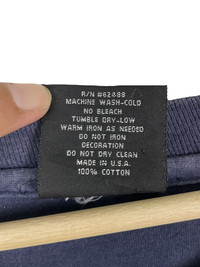 R/N #62488
MACHINE WASH-COLD
NO BLEACH
TUMBLE DRY-LOW
WARM IRON AS NEEDED
DO NOT IRON
DECORATION
DO NOT DRY CLEAN
MADE IN U.S.A.
100% COTTON